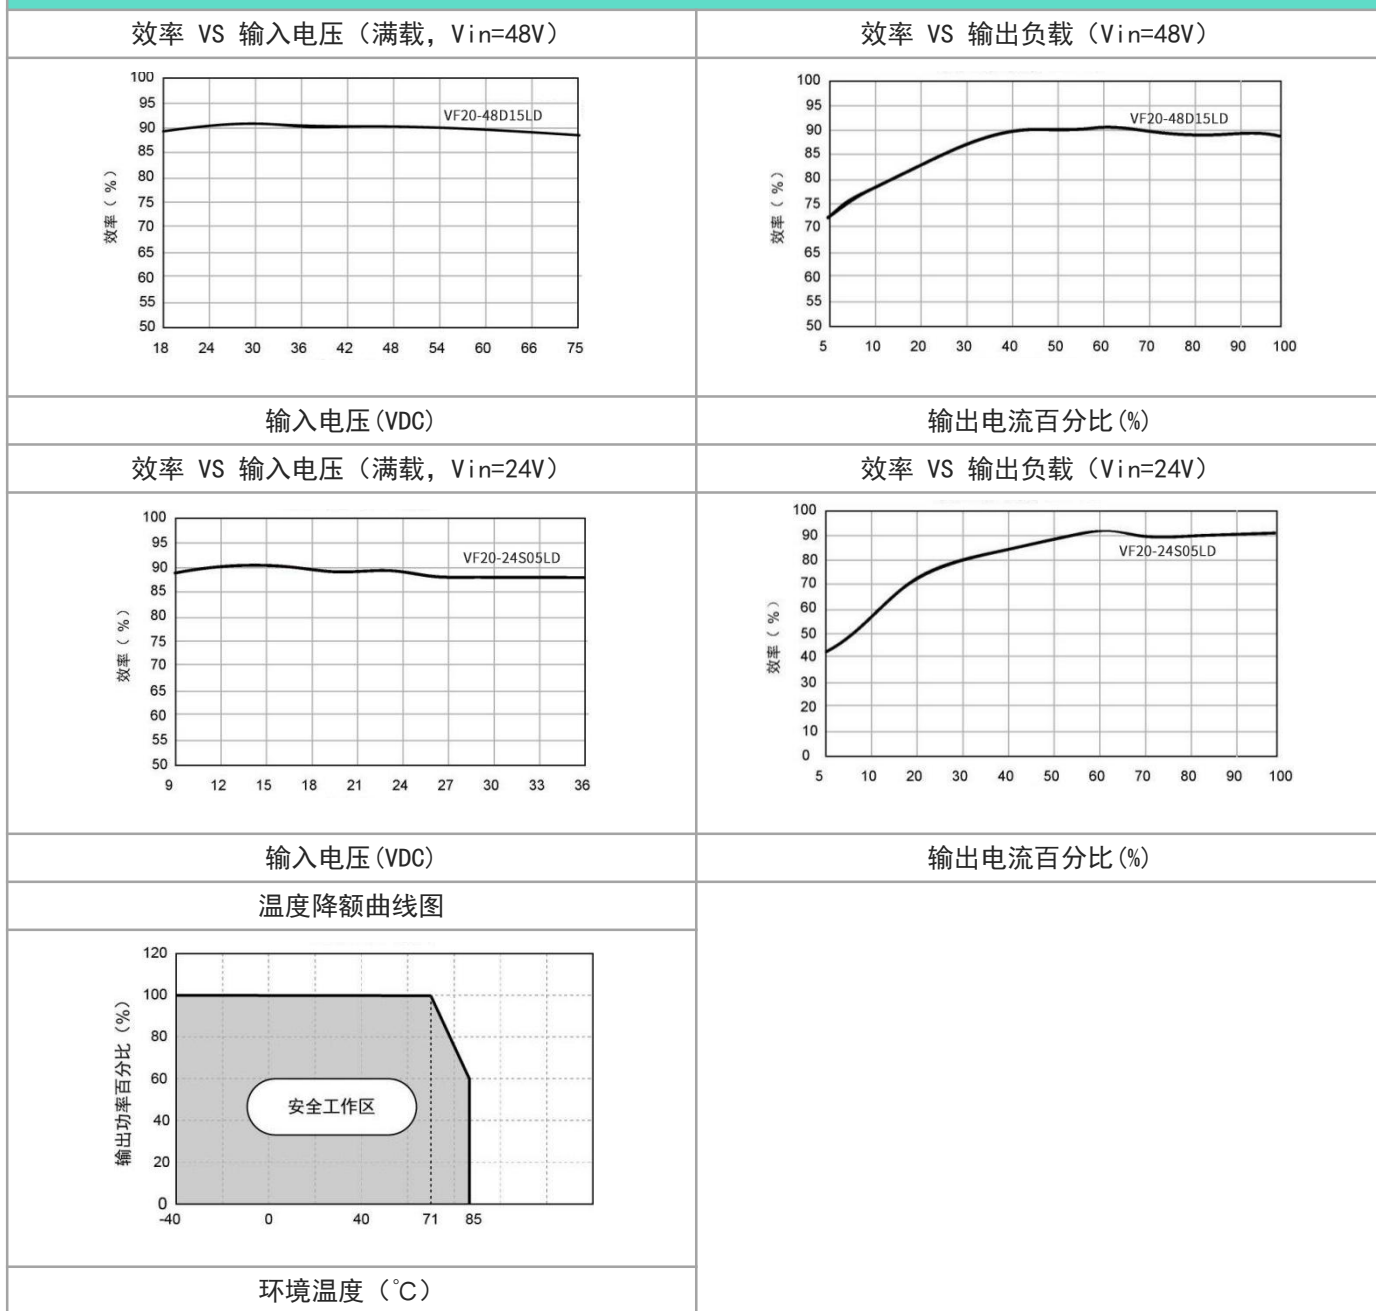 效率 VS 输入电压（满载，Vin=48V）
效率 VS 输出负载（Vin=48V）
100
95
90
85
80
75
70
65
60
55
50
效率（%）
VF20-48D15LD
18 24 30 36 42 48 54 60 66 75
100
95
90
85
80
75
70
65
60
55
50
效率（%）
VF20-48D15LD
5 10 20 30 40 50 60 70 80 90 100
输入电压(VDC)
输出电流百分比(%)
效率 VS 输入电压（满载，Vin=24V）
效率 VS 输出负载（Vin=24V）
100
95
90
85
80
75
70
65
60
55
50
效率（%）
VF20-24S05LD
9 12 15 18 21 24 27 30 33 36
100
90
80
70
60
50
40
30
20
10
0
效率（%）
VF20-24S05LD
5 10 20 30 40 50 60 70 80 90 100
输入电压(VDC)
输出电流百分比(%)
温度降额曲线图
120
100
80
60
40
20
0
输出功率百分比（%）
安全工作区
-40 0 40 71 85
环境温度（℃）